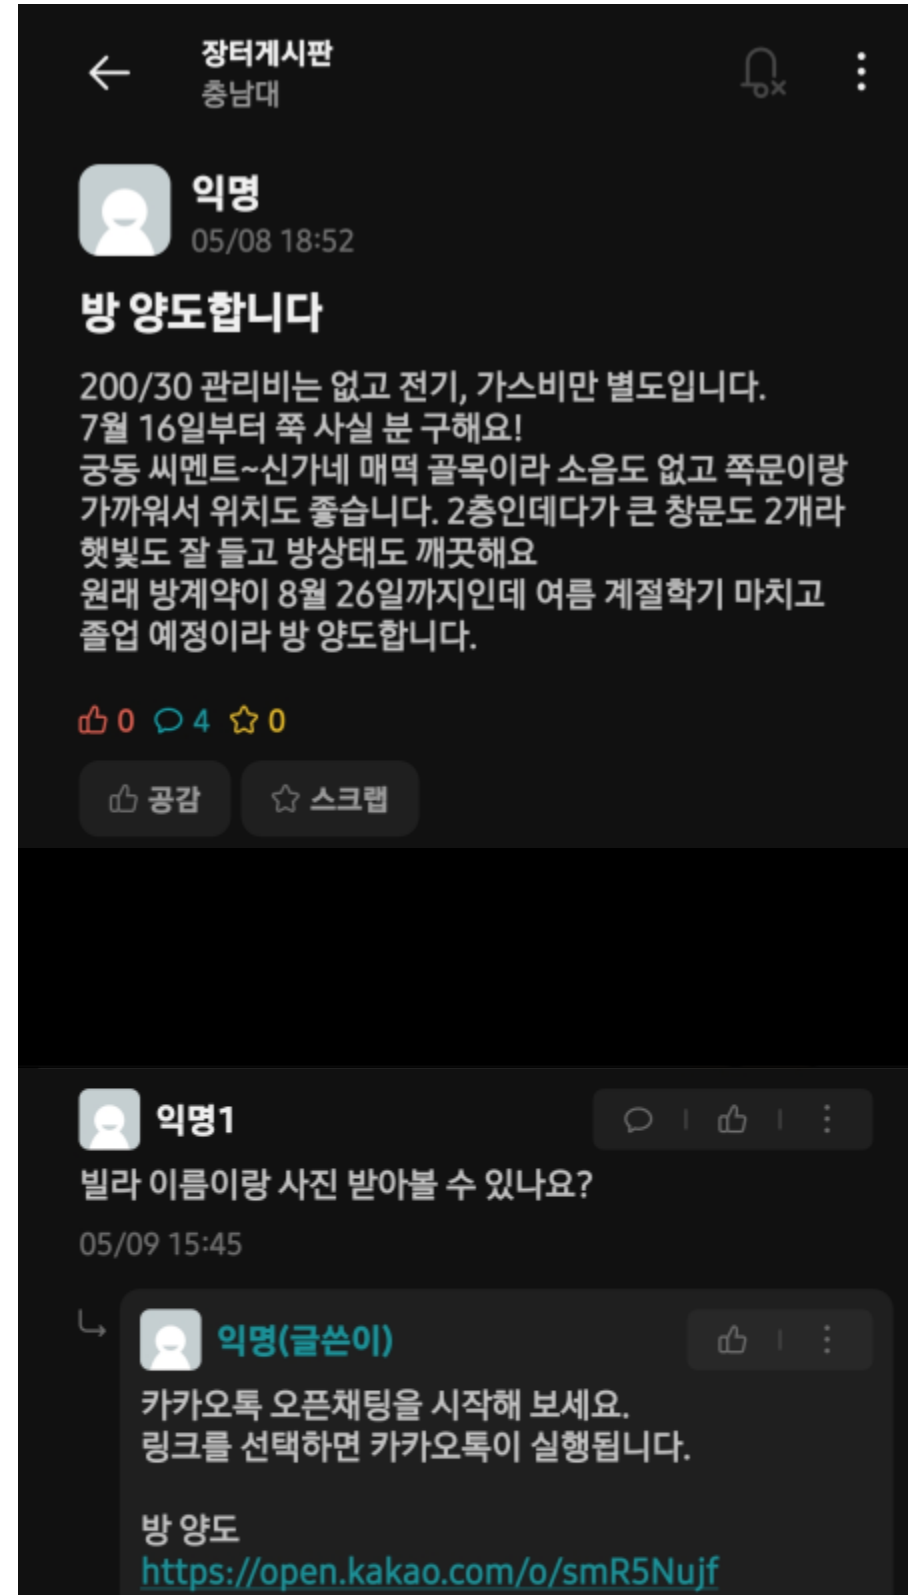 장터게시판
충남대
익명
05/08 18:52
방 양도합니다
200/30 관리비는 없고 전기, 가스비만 별도입니다.
7월 16일부터 쭉 사실 분 구해요!
궁동 씨멘트~신가네 매떡 골목이라 소음도 없고 쪽문이랑
가까워서 위치도 좋습니다. 2층인데다가 큰 창문도 2개라
햇빛도 잘 들고 방상태도 깨끗해요
원래 방계약이 8월 26일까지인데 여름 계절학기 마치고
졸업 예정이라 방 양도합니다.
0 4 0
공감 스크랩
익명1
빌라 이름이랑 사진 받아볼 수 있나요?
05/09 15:45
익명(글쓴이)
카카오톡 오픈채팅을 시작해 보세요.
링크를 선택하면 카카오톡이 실행됩니다.
방 양도
https://open.kakao.com/o/smR5Nujf